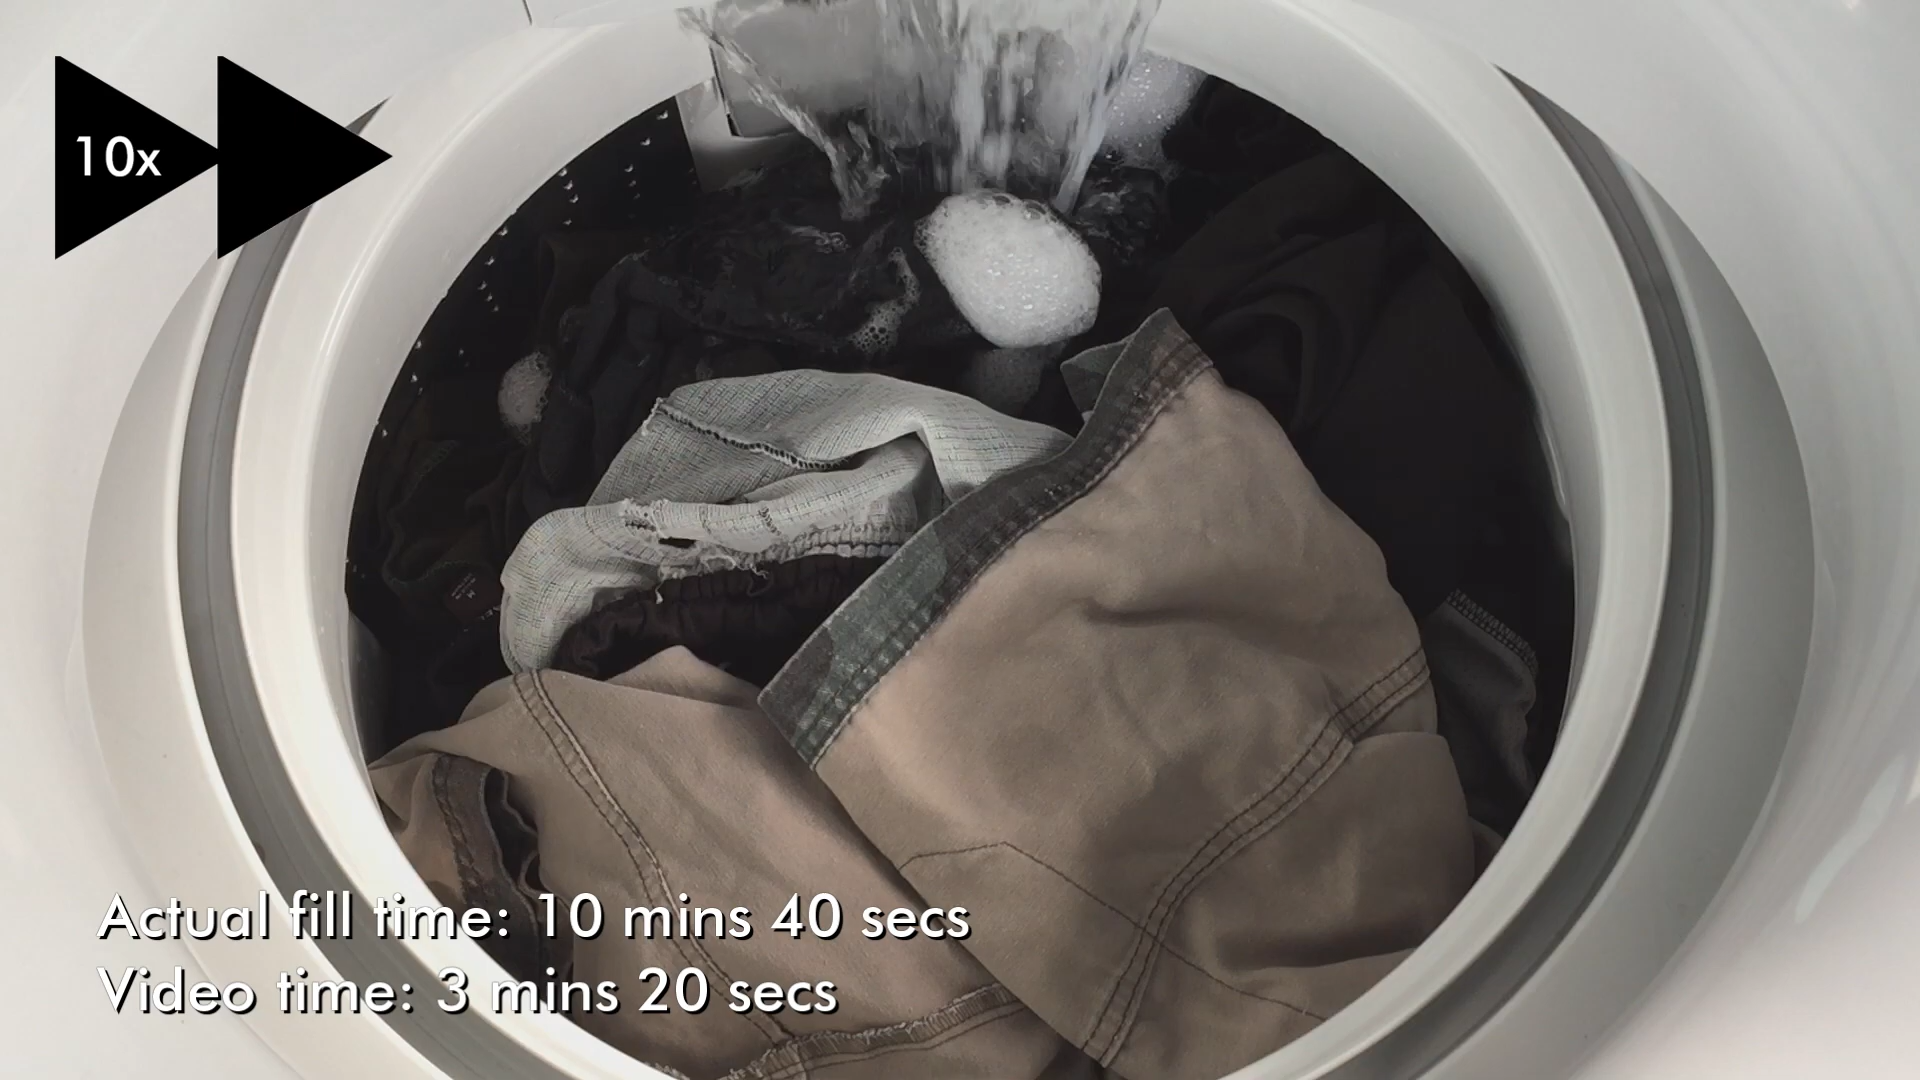 10x
Actual fill time: 10 mins 40 secs
Video time: 3 mins 20 secs